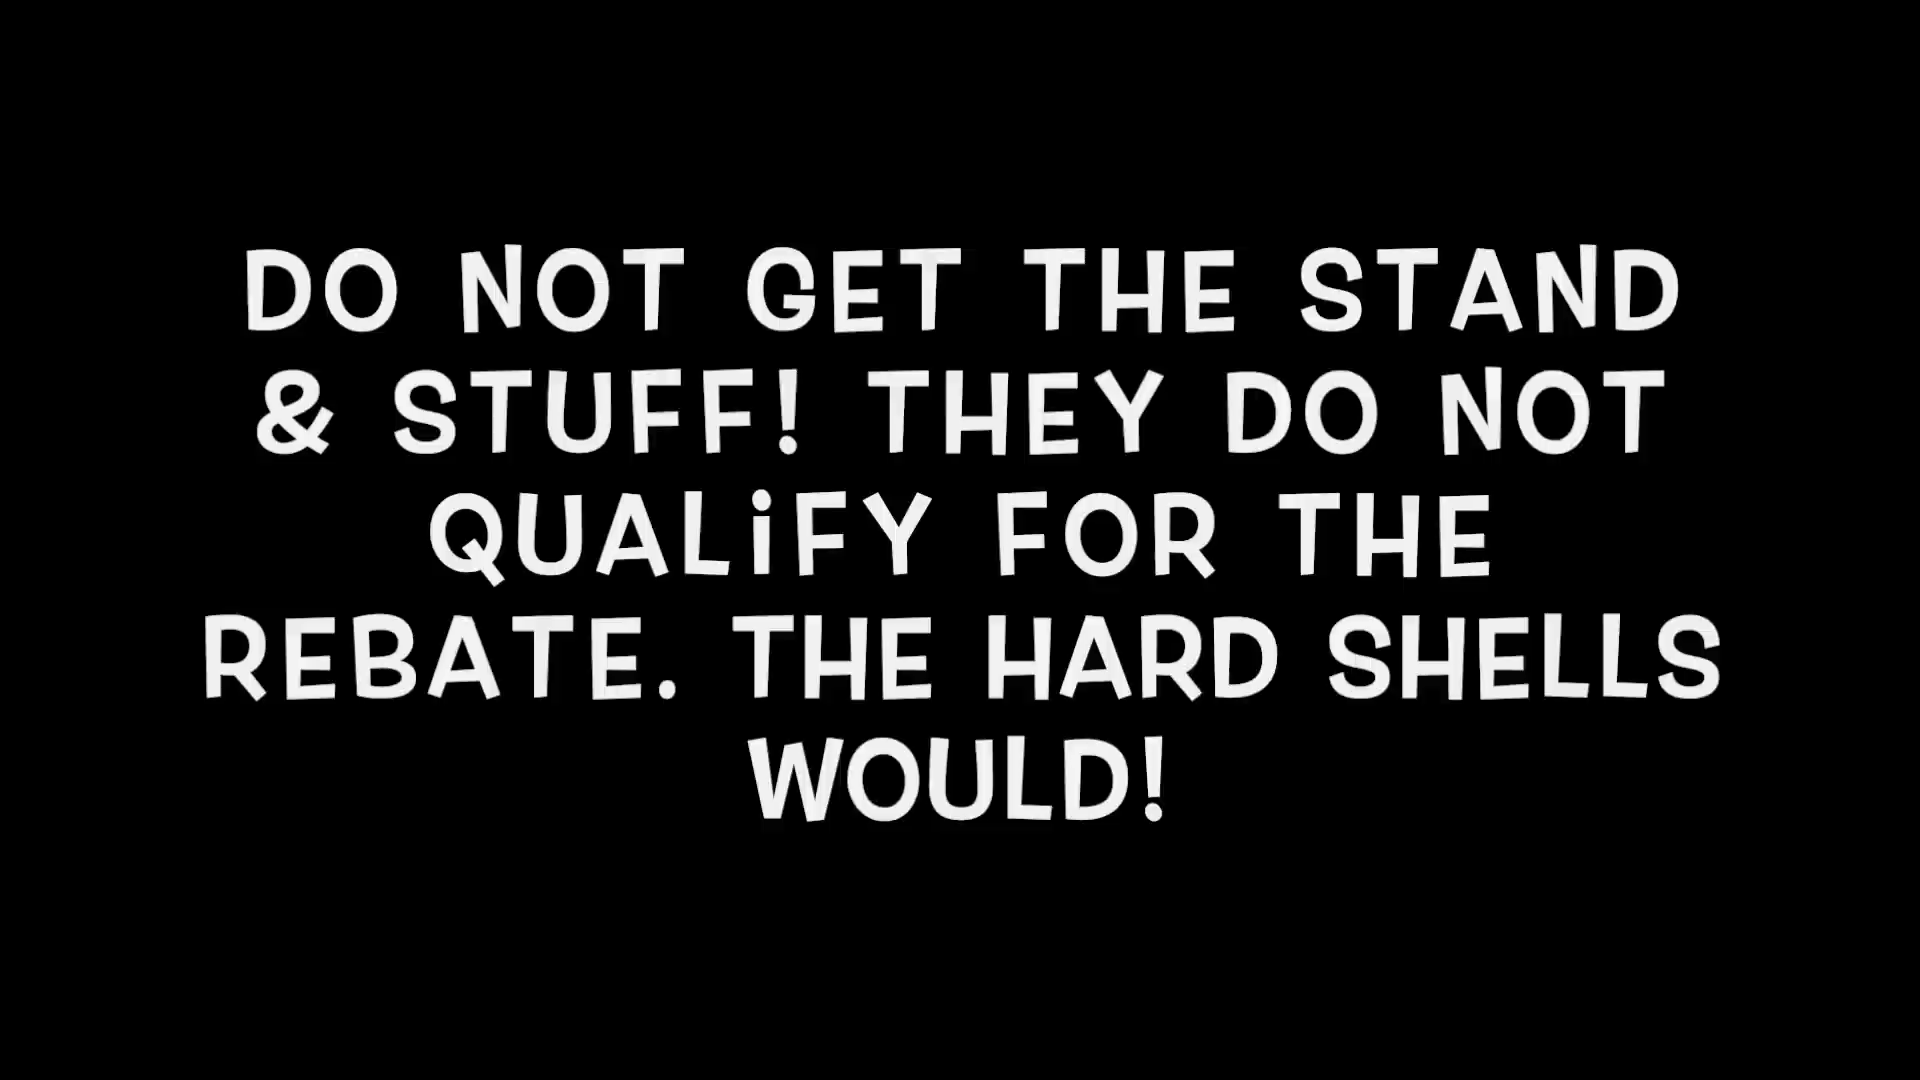 DO NOT GET THE STAND
& STUFF! THEY DO NOT
QUALiFY FOR THE
REBATE. THE HARD SHELLS
WOULD!